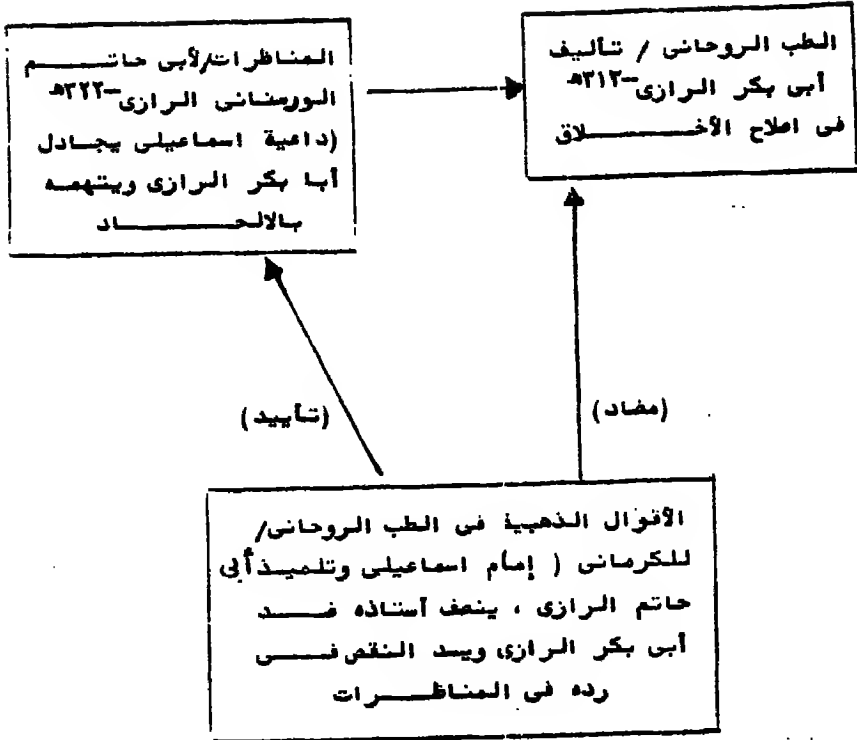 الطب الروحانى / تأليف
أبى بكر الرازى -٣١٣ه
فى اصلاح الأخلاق
المناظرات/لأبى حاتم
الورسنانى الرازى -٣٢٢ه
(داعية اسماعيلى يجادل
أبا بكر الرازى ويتهمه
بالالحاد
(تأييد)
(مضاد)
الأقوال الذهبية فى الطب الروحانى/
للكرمانى ( إمام اسماعيلى وتلميذ أبى
حاتم الرازى ، ينصف أستاذه ضد
أبى بكر الرازى ويسد النقص فى
رده فى المناظرات